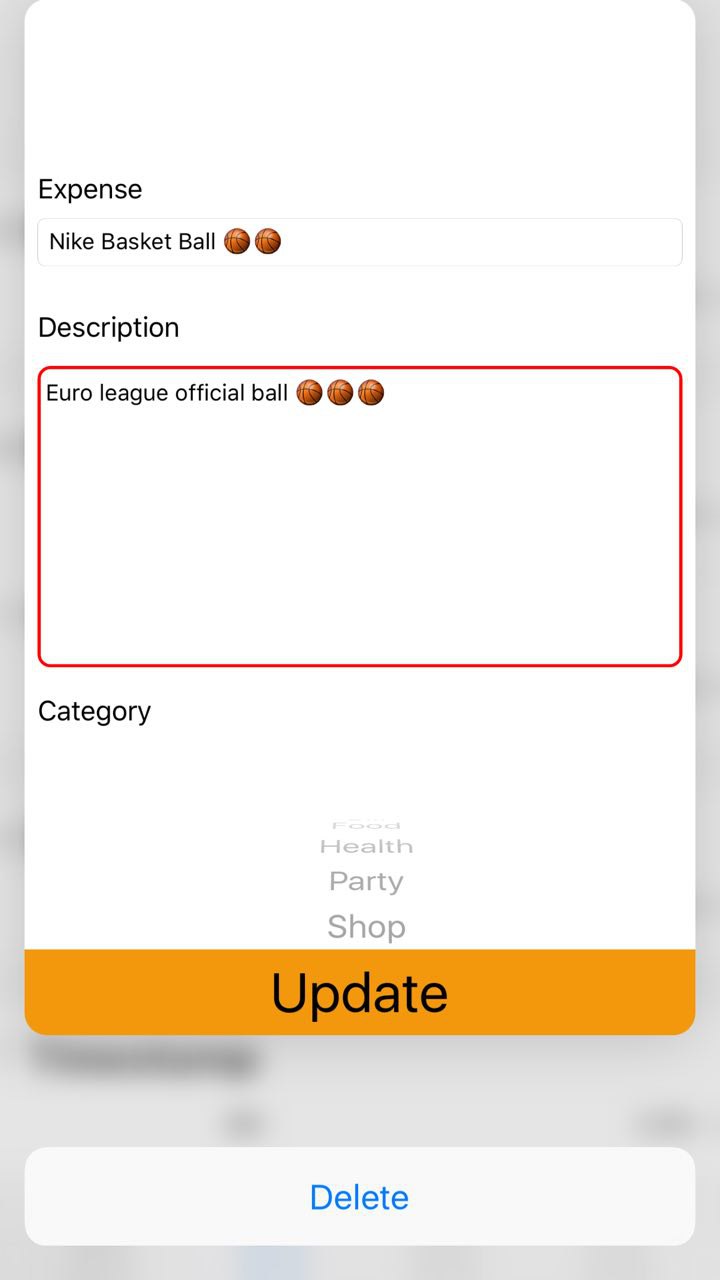 Expense
Nike Basket Ball 🏀🏀
Description
Euro league official ball 🏀🏀🏀
Category
Food
Health
Party
Shop
Update
Delete